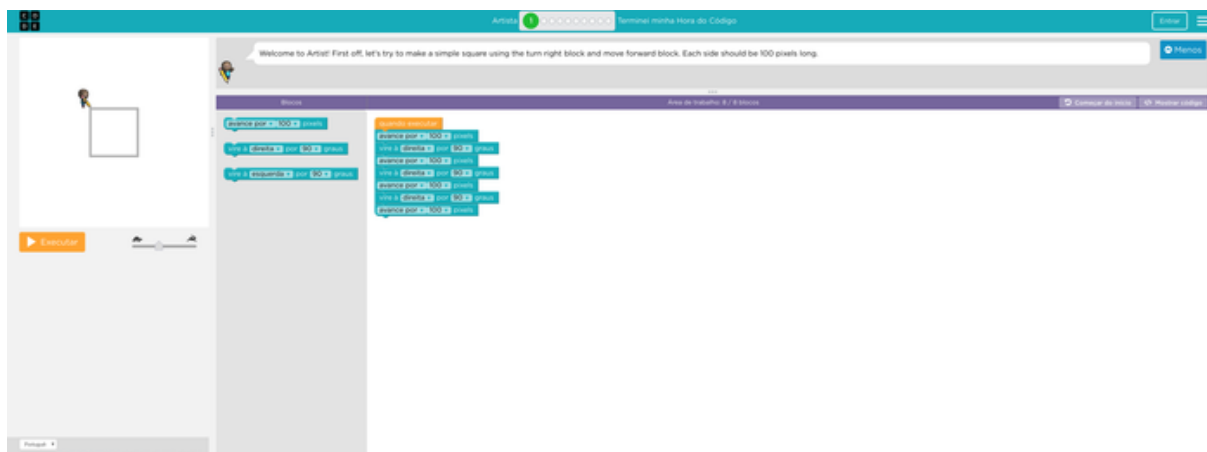 C O
D E
Artista 1 Terminei minha Hora do Código
Entrar
Welcome to Artist! First off, let's try to make a simple square using the turn right block and move forward block. Each side should be 100 pixels long.
Menos
Blocos
Área de trabalho: 8 / 8 blocos
Começar do início
Mostrar código
avance por 100 pixels
vire à direita por 90 graus
vire à esquerda por 90 graus
quando executar
avance por 100 pixels
vire à direita por 90 graus
avance por 100 pixels
vire à direita por 90 graus
avance por 100 pixels
vire à direita por 90 graus
avance por 100 pixels
Executar